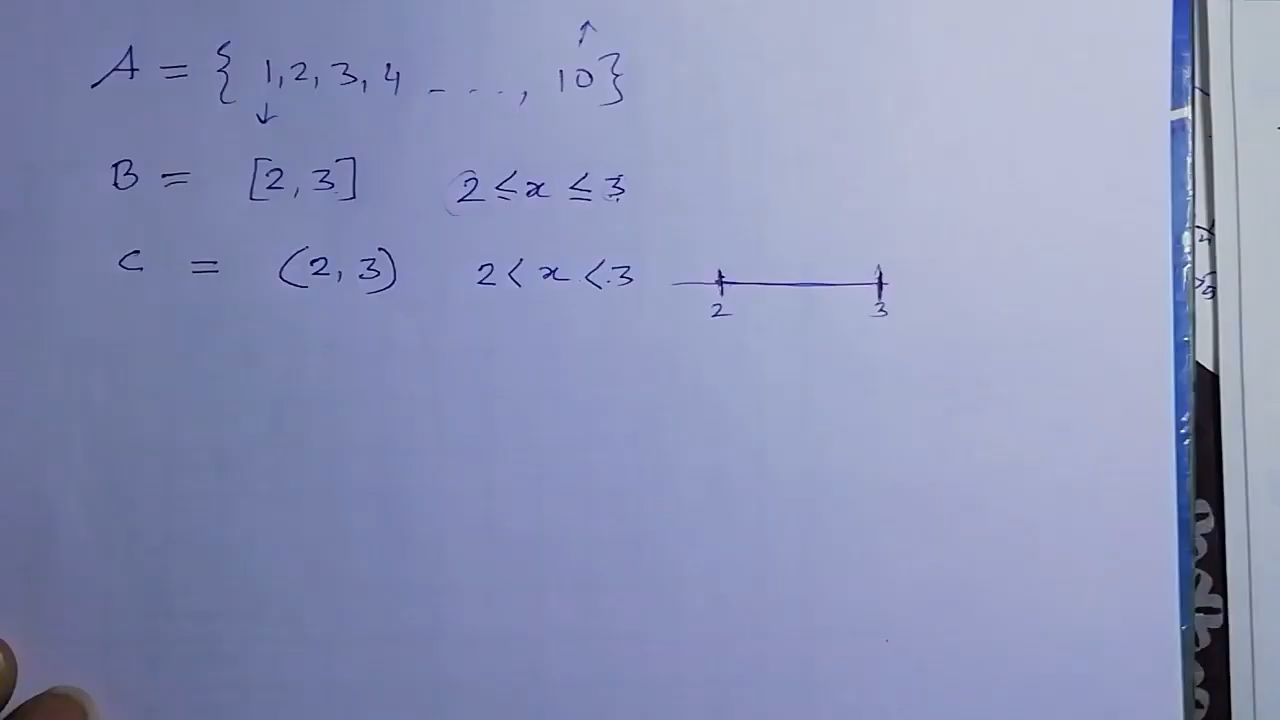 A = { 1, 2, 3, 4 - - - -, 10 }
B = [2, 3] 2 ≤ x ≤ 3
C = (2, 3) 2 < x < 3
2 3